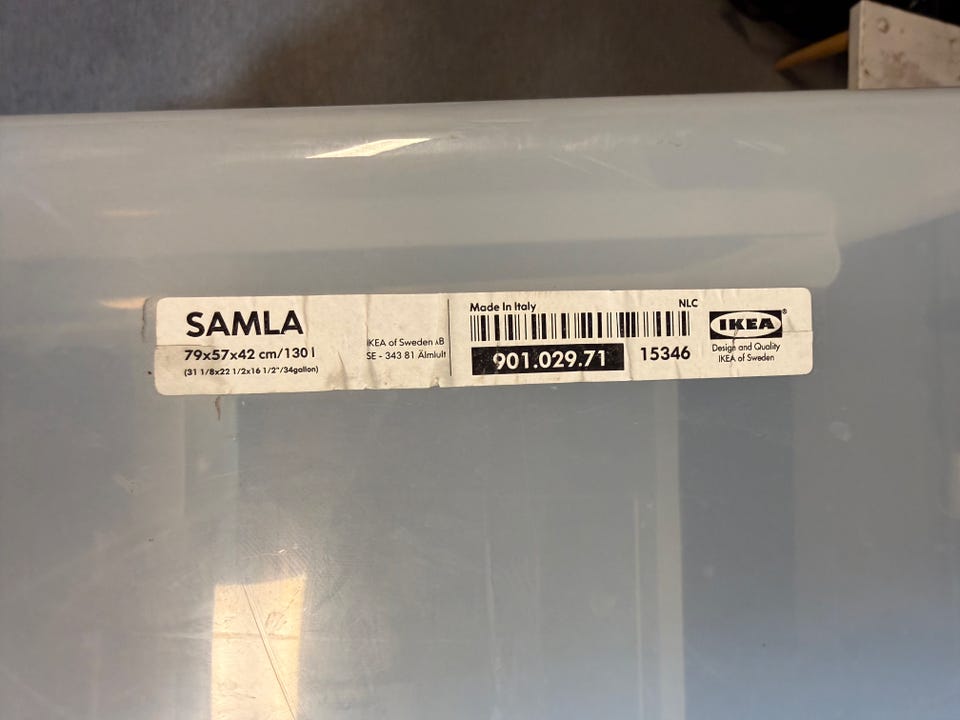 SAMLA
79x57x42 cm/130 l
(31 1/8x22 1/2x16 1/2"/34gallon)
IKEA of Sweden AB
SE - 343 81 Älmhult
Made In Italy
NLC
901.029.71
15346
IKEA®
Design and Quality
IKEA of Sweden